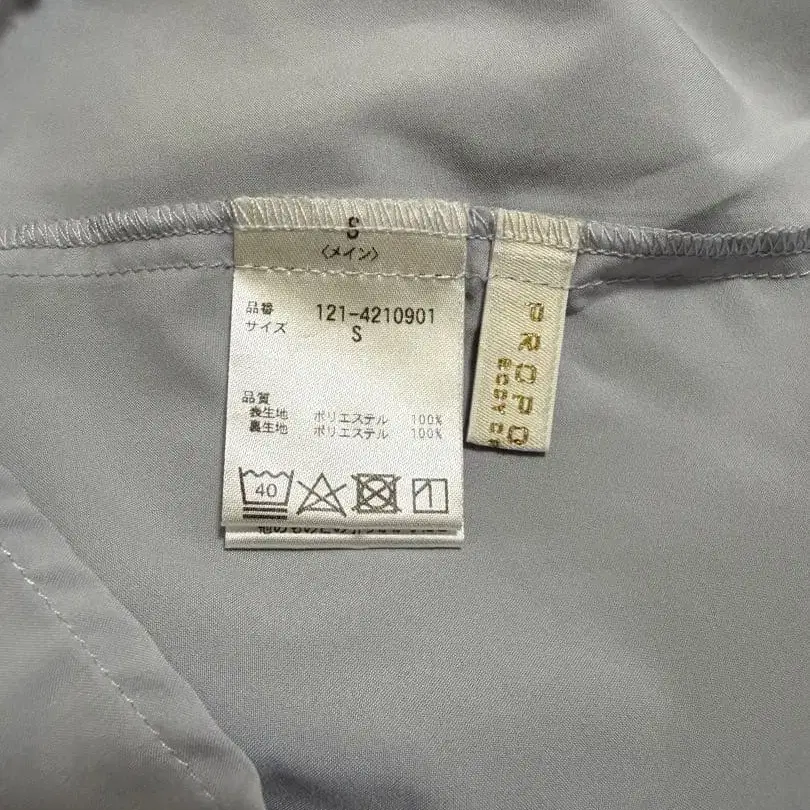 S
〈メイン〉
品番 121-4210901
サイズ S
品質
表生地 ポリエステル 100%
裏生地 ポリエステル 100%
40
PROPO
BODY